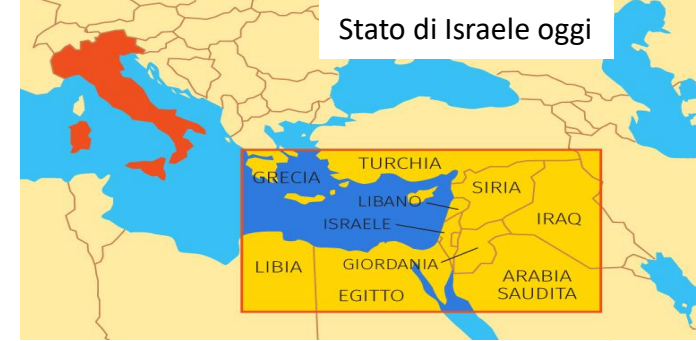 Stato di Israele oggi
TURCHIA
GRECIA
SIRIA
LIBANO
ISRAELE
IRAQ
LIBIA
GIORDANIA
EGITTO
ARABIA
SAUDITA